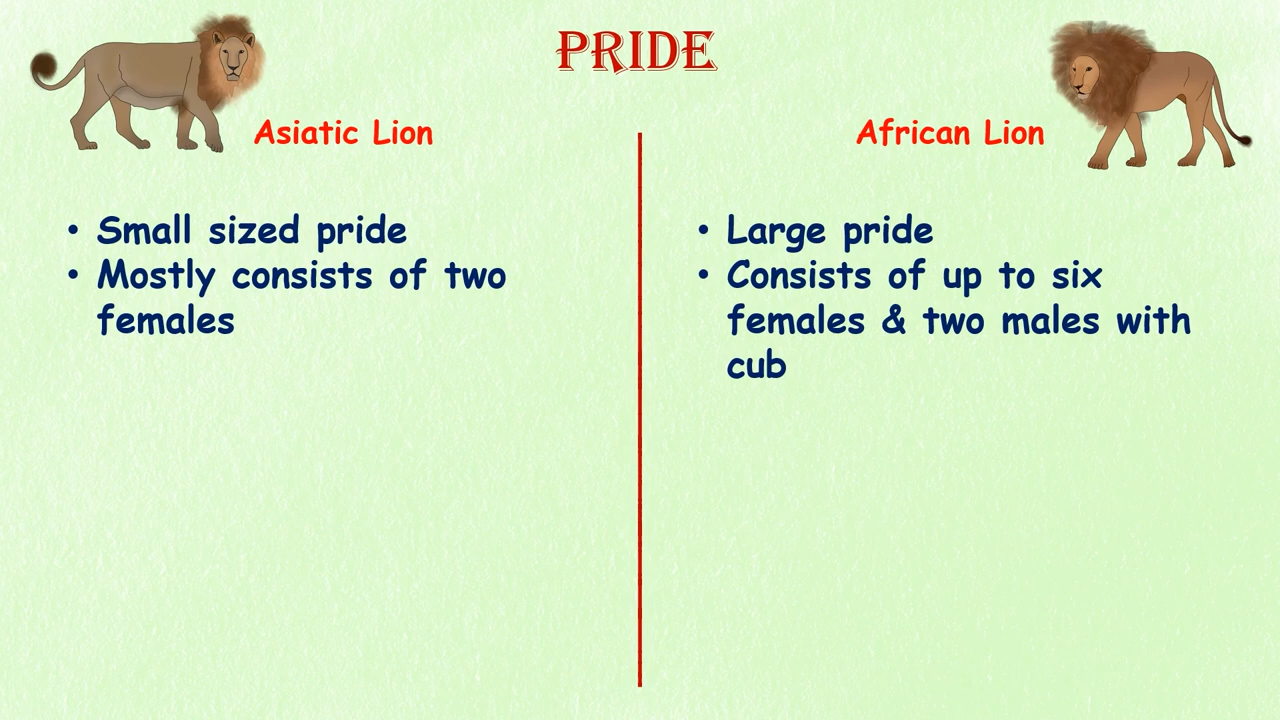 PRIDE
Asiatic Lion
• Small sized pride
• Mostly consists of two
females
African Lion
• Large pride
• Consists of up to six
females & two males with
cub